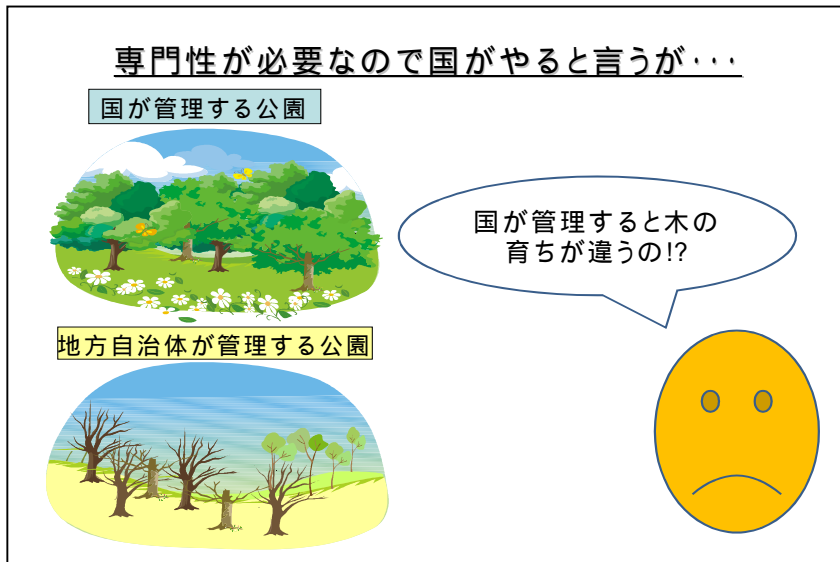 専門性が必要なので国がやると言うが･･･
国が管理する公園
国が管理すると木の
育ちが違うの!?
地方自治体が管理する公園